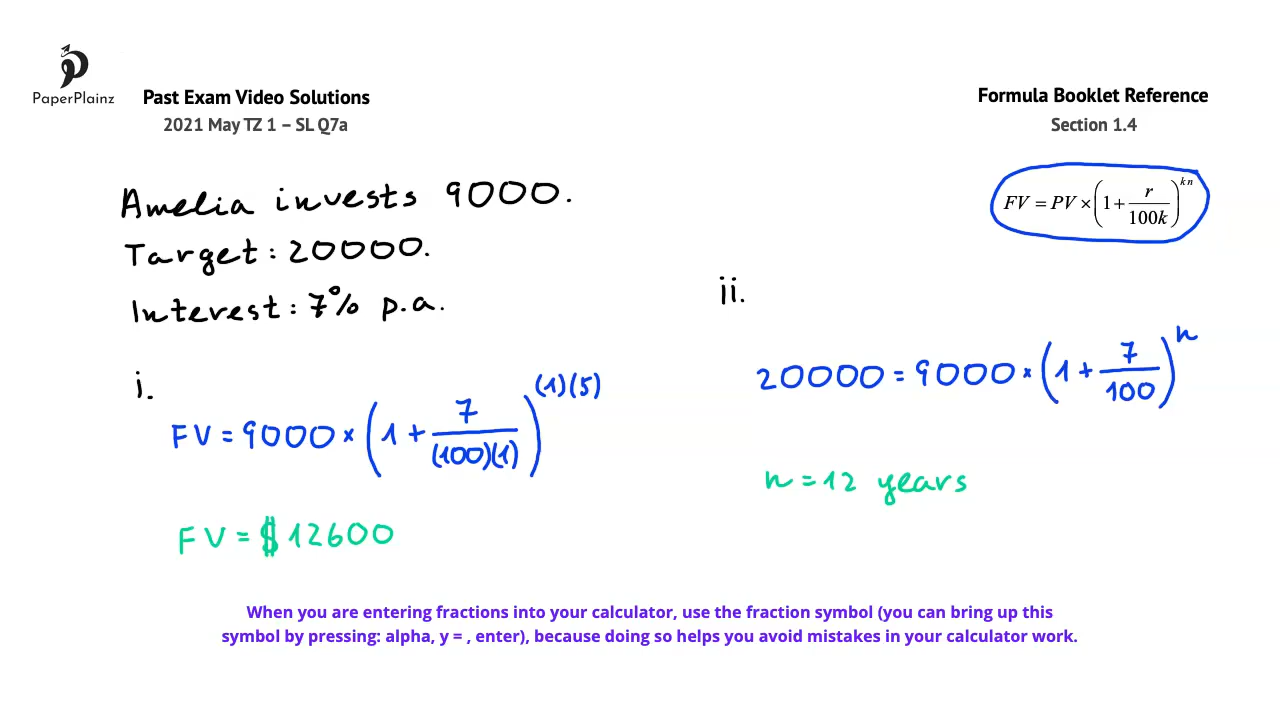 PaperPlainz
Past Exam Video Solutions
2021 May TZ 1 – SL Q7a
Formula Booklet Reference
Section 1.4
FV = PV × (1 + r/100k)^kn
Amelia invests 9000.
Target: 20000.
Interest: 7% p.a.
i.
FV = 9000 × (1 + 7/(100)(1))^(1)(5)
FV = $12600
ii.
20000 = 9000 × (1 + 7/100)^n
n = 12 years
When you are entering fractions into your calculator, use the fraction symbol (you can bring up this
symbol by pressing: alpha, y = , enter), because doing so helps you avoid mistakes in your calculator work.